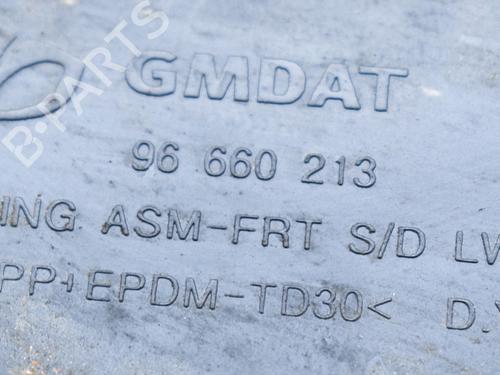 B-PARTS
GMDAT
96 660 213
ING ASM-FRT S/D LW
PP+EPDM-TD30< D.Y